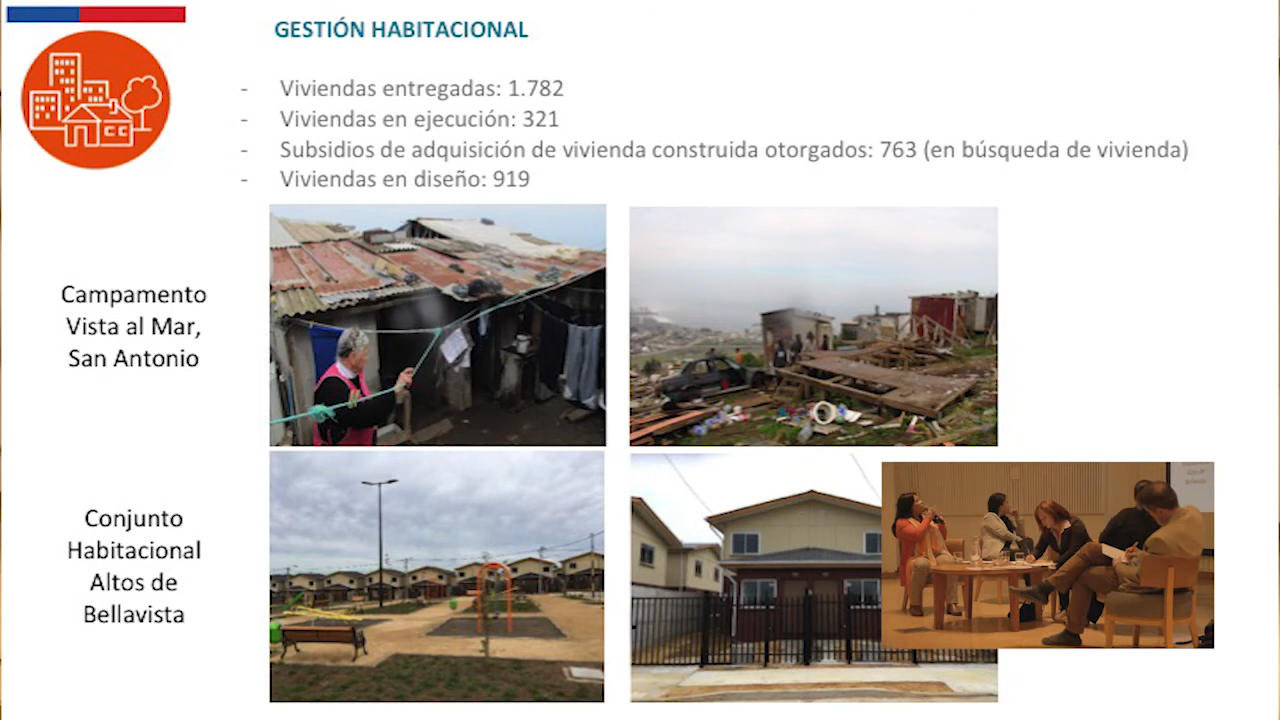 GESTIÓN HABITACIONAL
- Viviendas entregadas: 1.782
- Viviendas en ejecución: 321
- Subsidios de adquisición de vivienda construida otorgados: 763 (en búsqueda de vivienda)
- Viviendas en diseño: 919
Campamento
Vista al Mar,
San Antonio
Conjunto
Habitacional
Altos de
Bellavista